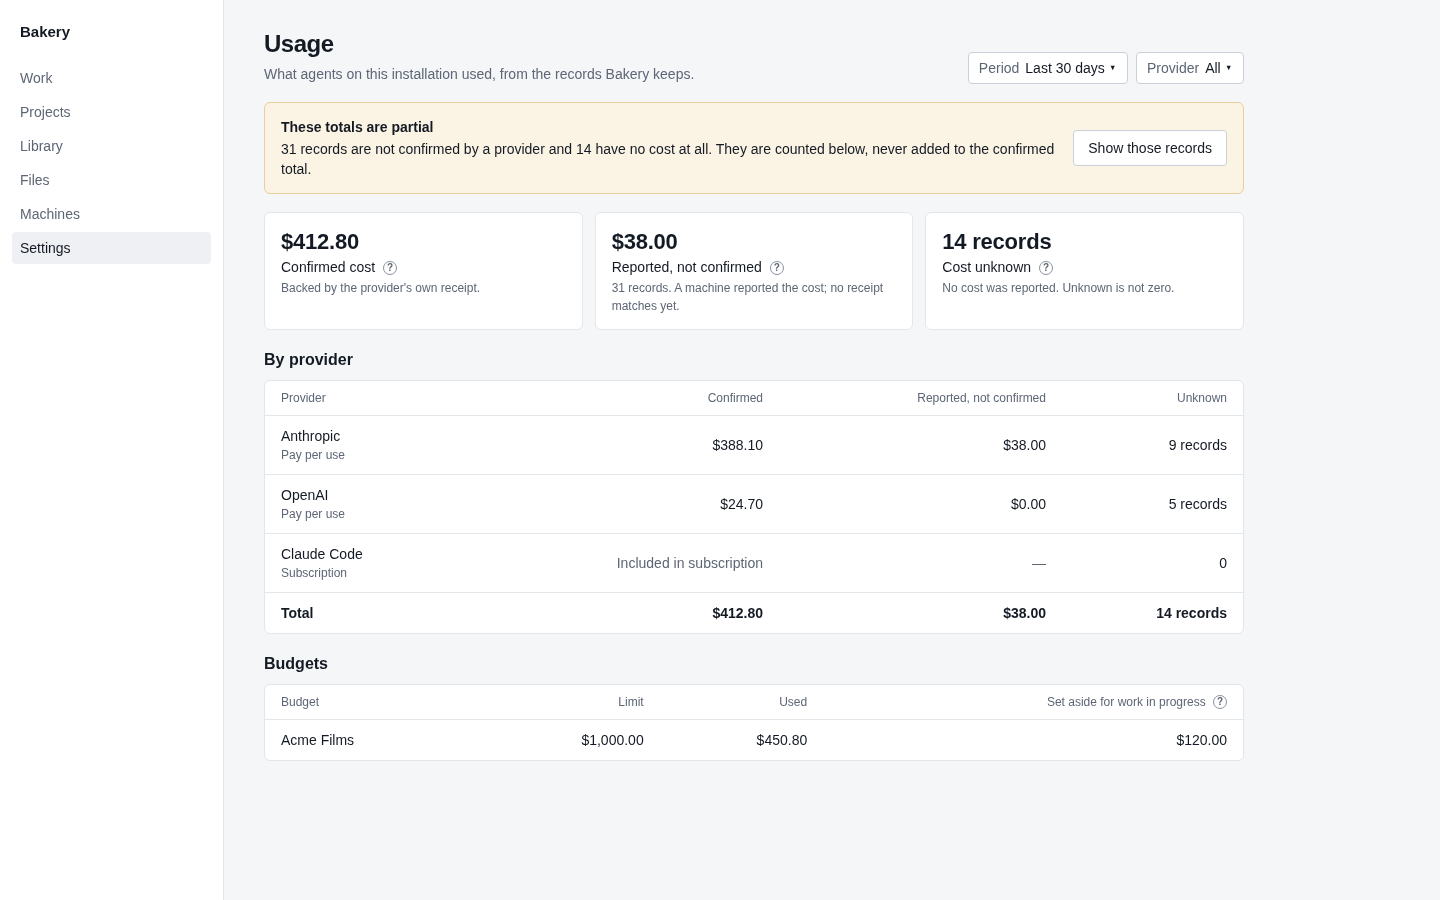 Bakery
Work
Projects
Library
Files
Machines
Settings
Usage
What agents on this installation used, from the records Bakery keeps.
Period Last 30 days ▾
Provider All ▾
These totals are partial
31 records are not confirmed by a provider and 14 have no cost at all. They are counted below, never added to the confirmed
total.
Show those records
$412.80
Confirmed cost ?
Backed by the provider's own receipt.
$38.00
Reported, not confirmed ?
31 records. A machine reported the cost; no receipt
matches yet.
14 records
Cost unknown ?
No cost was reported. Unknown is not zero.
By provider
Provider Confirmed Reported, not confirmed Unknown
Anthropic
Pay per use
$388.10 $38.00 9 records
OpenAI
Pay per use
$24.70 $0.00 5 records
Claude Code
Subscription
Included in subscription — 0
Total $412.80 $38.00 14 records
Budgets
Budget Limit Used Set aside for work in progress ?
Acme Films $1,000.00 $450.80 $120.00